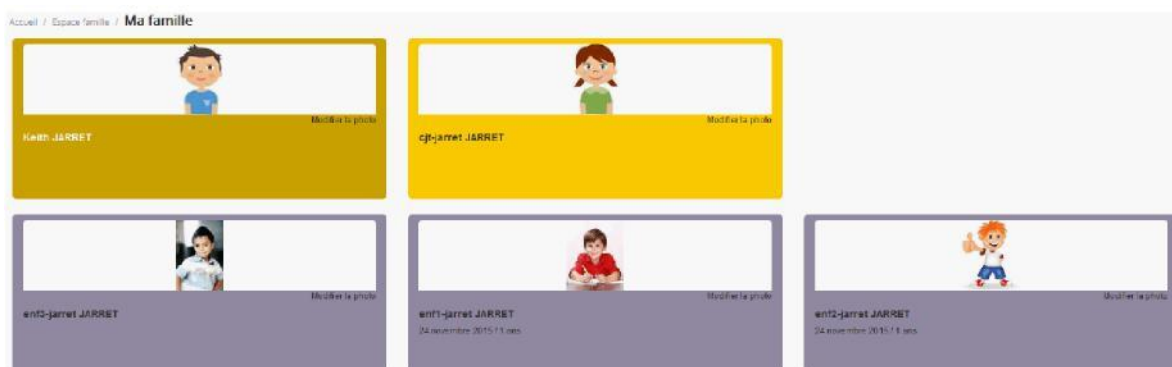 Accueil / Espace famille / Ma famille
Modifier la photo
Keith JARRET
Modifier la photo
cjt-jarret JARRET
Modifier la photo
enf3-jarret JARRET
Modifier la photo
enf1-jarret JARRET
24 novembre 2015 / 1 ans
Modifier la photo
enf2-jarret JARRET
24 novembre 2015 / 1 ans